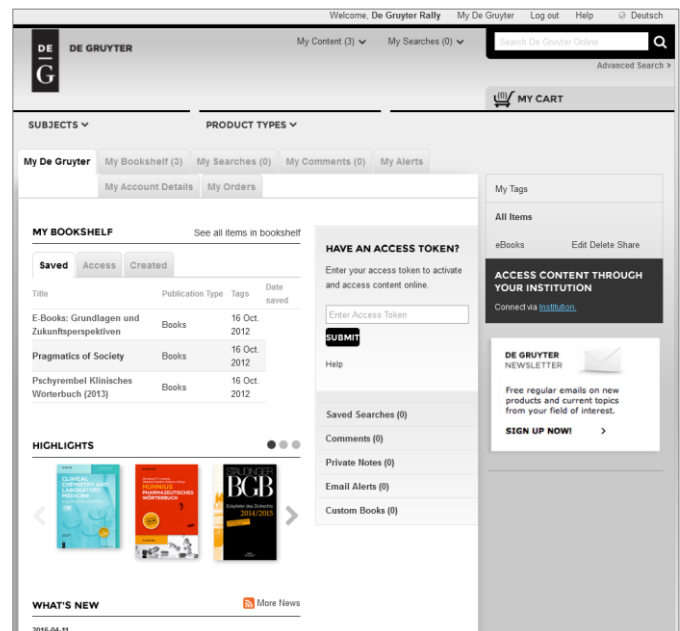 Welcome, De Gruyter Rally My De Gruyter Log out Help Deutsch
DE
G
DE GRUYTER
My Content (3) My Searches (0)
Search De Gruyter Online
Advanced Search >
(0) MY CART
SUBJECTS
PRODUCT TYPES
My De Gruyter My Bookshelf (3) My Searches (0) My Comments (0) My Alerts
My Account Details My Orders
MY BOOKSHELF
See all items in bookshelf
Saved Access Created
Title Publication Type Tags Date saved
E-Books: Grundlagen und
Zukunftsperspektiven
Books
16 Oct.
2012
Pragmatics of Society
Books
16 Oct.
2012
Pschyrembel Klinisches
Wörterbuch (2013)
Books
16 Oct.
2012
HIGHLIGHTS
CLINICAL
CHEMISTRY AND
LABORATORY
MEDICINE
HUNNIUS
PHARMAZEUTISCHES
WÖRTERBUCH
STAUDINGER
BGB
Eckpfeiler des Zivilrechts
2014/2015
WHAT'S NEW
More News
2016-04-11
HAVE AN ACCESS TOKEN?
Enter your access token to activate
and access content online.
Enter Access Token
SUBMIT
Help
Saved Searches (0)
Comments (0)
Private Notes (0)
Email Alerts (0)
Custom Books (0)
My Tags
All Items
eBooks Edit Delete Share
ACCESS CONTENT THROUGH
YOUR INSTITUTION
Connect via Institution.
DE GRUYTER
NEWSLETTER
Free regular emails on new
products and current topics
from your field of interest.
SIGN UP NOW! >